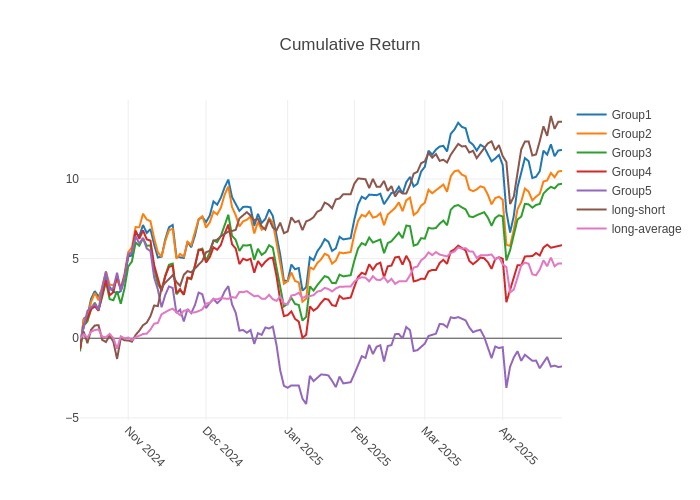 Cumulative Return
10
5
0
−5
Nov 2024
Dec 2024
Jan 2025
Feb 2025
Mar 2025
Apr 2025
Group1
Group2
Group3
Group4
Group5
long-short
long-average